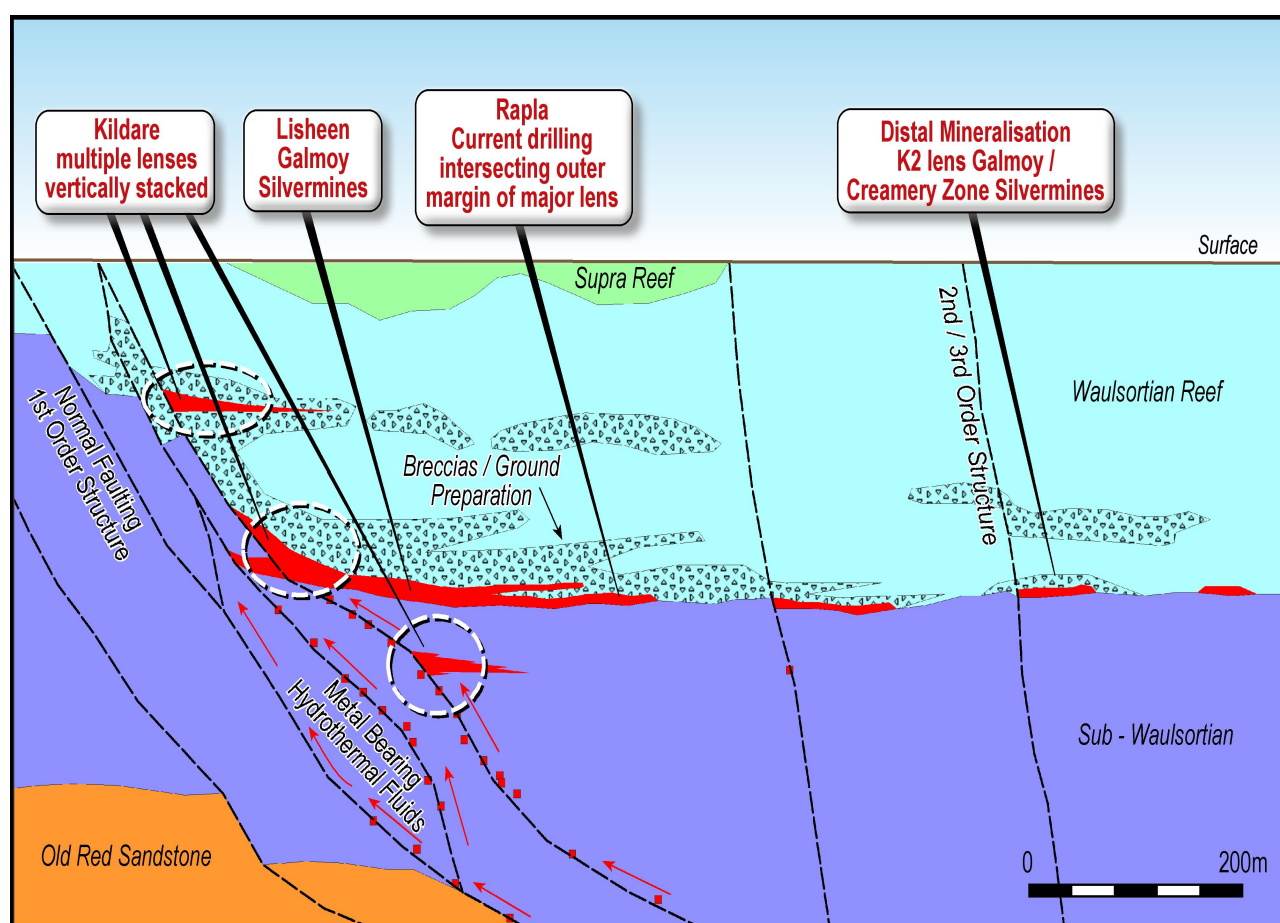 Kildare
multiple lenses
vertically stacked
Lisheen
Galmoy
Silvermines
Rapla
Current drilling
intersecting outer
margin of major lens
Distal Mineralisation
K2 lens Galmoy /
Creamery Zone Silvermines
Surface
Supra Reef
2nd / 3rd Order Structure
Waulsortian Reef
Normal Faulting
1st Order Structure
Breccias / Ground
Preparation
Metal Bearing
Hydrothermal Fluids
Sub - Waulsortian
Old Red Sandstone
0 200m